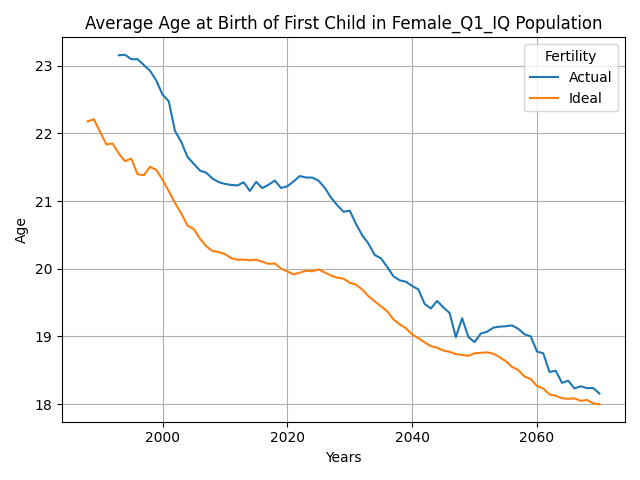 Average Age at Birth of First Child in Female_Q1_IQ Population
Fertility
Actual
Ideal
Age
23
22
21
20
19
18
2000
2020
2040
2060
Years